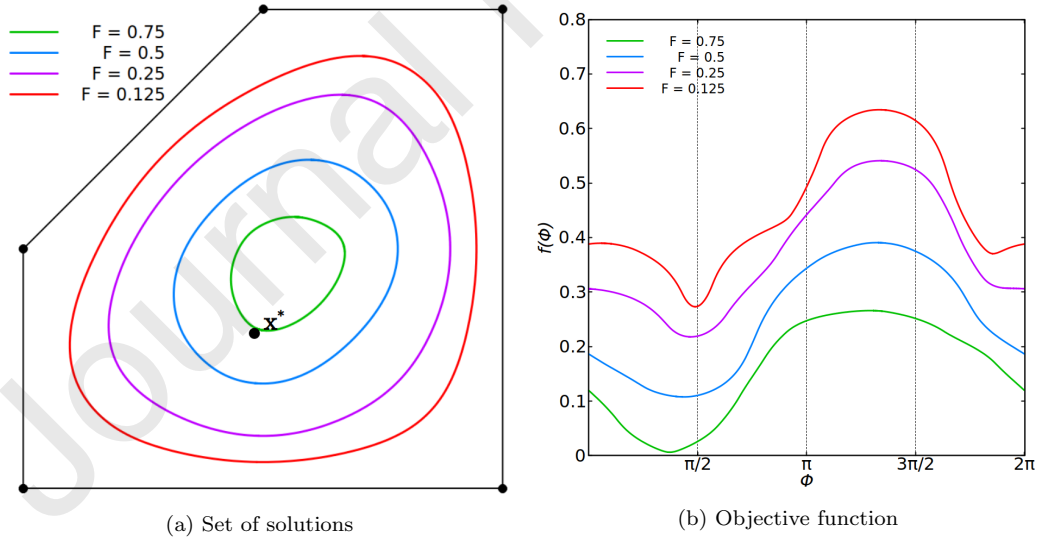 F = 0.75
F = 0.5
F = 0.25
F = 0.125
x*
(a) Set of solutions
Journal
0.8
0.7
0.6
0.5
0.4
0.3
0.2
0.1
0
f(Φ)
F = 0.75
F = 0.5
F = 0.25
F = 0.125
π/2
π
3π/2
2π
Φ
(b) Objective function